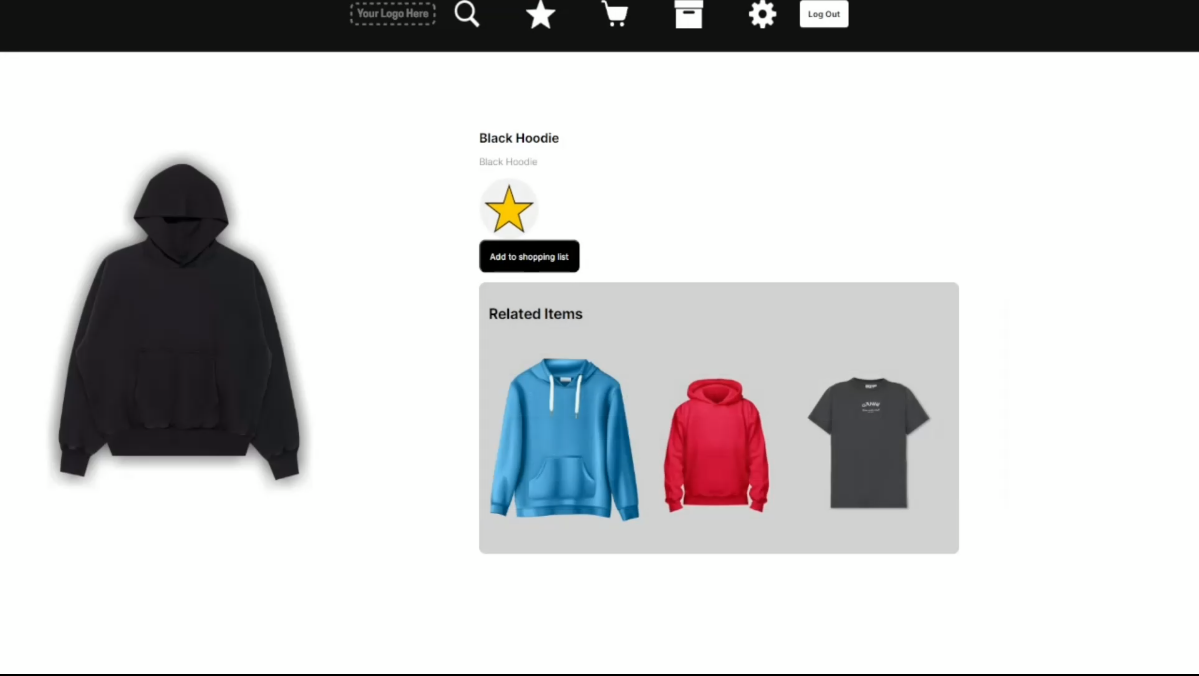 Your Logo Here
Log Out
Black Hoodie
Black Hoodie
Add to shopping list
Related Items